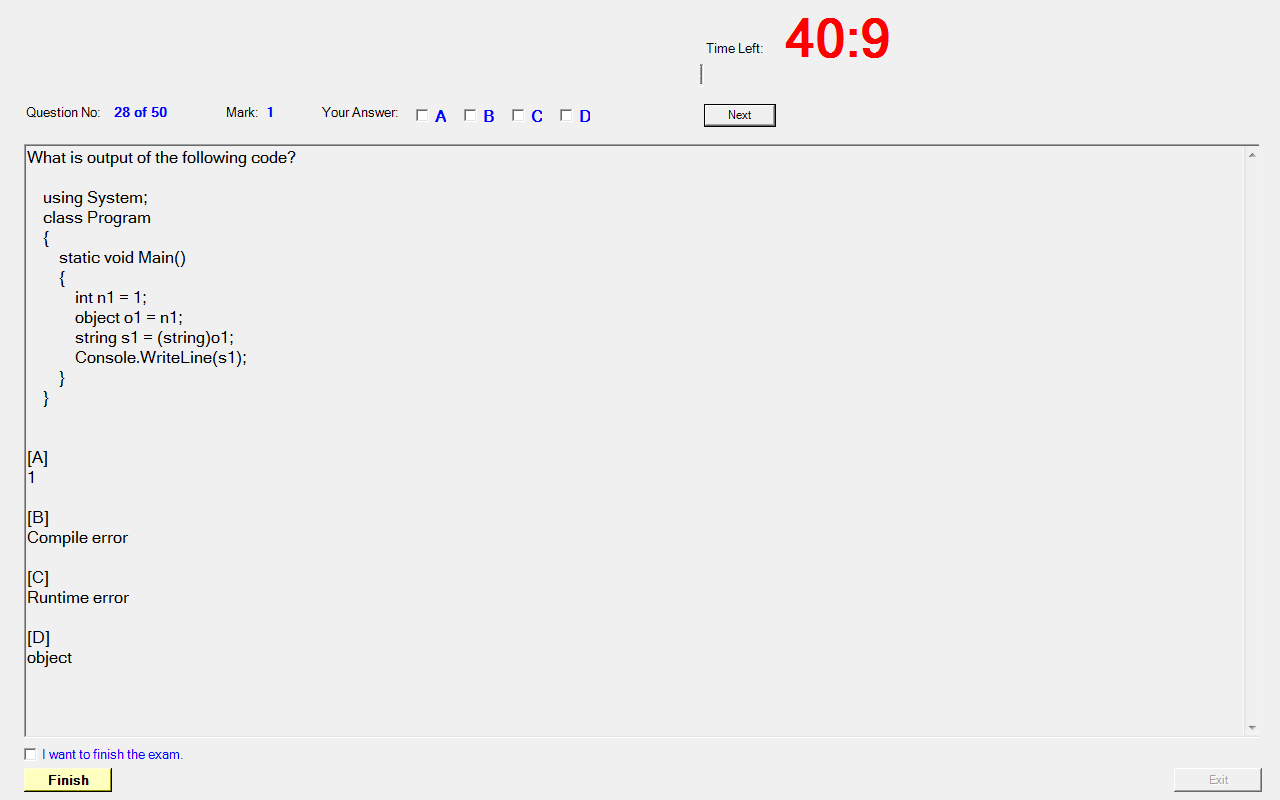 Time Left: 40:9
Question No: 28 of 50 Mark: 1 Your Answer: A B C D Next
What is output of the following code?
using System;
class Program
{
static void Main()
{
int n1 = 1;
object o1 = n1;
string s1 = (string)o1;
Console.WriteLine(s1);
}
}
[A]
1
[B]
Compile error
[C]
Runtime error
[D]
object
I want to finish the exam.
Finish Exit